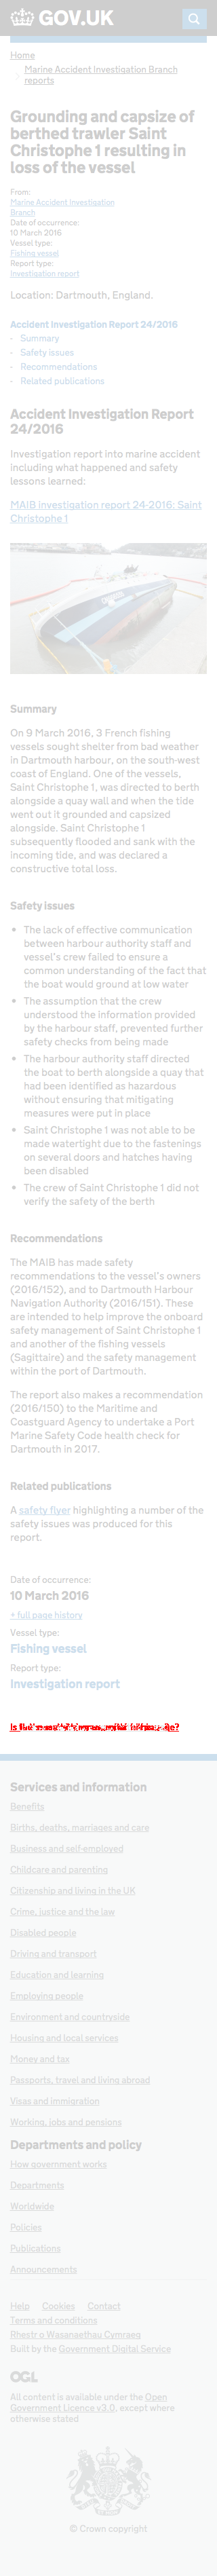 GOV.UK
Home
Marine Accident Investigation Branch
reports
Grounding and capsize of
berthed trawler Saint
Christophe 1 resulting in
loss of the vessel
From:
Marine Accident Investigation
Branch
Date of occurrence:
10 March 2016
Vessel type:
Fishing vessel
Report type:
Investigation report
Location: Dartmouth, England.
Accident Investigation Report 24/2016
- Summary
- Safety issues
- Recommendations
- Related publications
Accident Investigation Report
24/2016
Investigation report into marine accident
including what happened and safety
lessons learned:
MAIB investigation report 24-2016: Saint
Christophe 1
Summary
On 9 March 2016, 3 French fishing
vessels sought shelter from bad weather
in Dartmouth harbour, on the south-west
coast of England. One of the vessels,
Saint Christophe 1, was directed to berth
alongside a quay wall and when the tide
went out it grounded and capsized
alongside. Saint Christophe 1
subsequently flooded and sank with the
incoming tide, and was declared a
constructive total loss.
Safety issues
• The lack of effective communication
between harbour authority staff and
vessel's crew failed to ensure a
common understanding of the fact that
the boat would ground at low water
• The assumption that the crew
understood the information provided
by the harbour staff, prevented further
safety checks from being made
• The harbour authority staff directed
the boat to berth alongside a quay that
had been identified as hazardous
without ensuring that mitigating
measures were put in place
• Saint Christophe 1 was not able to be
made watertight due to the fastenings
on several doors and hatches having
been disabled
• The crew of Saint Christophe 1 did not
verify the safety of the berth
Recommendations
The MAIB has made safety
recommendations to the vessel's owners
(2016/152), and to Dartmouth Harbour
Navigation Authority (2016/151). These
are intended to help improve the onboard
safety management of Saint Christophe 1
and another of the fishing vessels
(Sagittaire) and the safety management
within the port of Dartmouth.
The report also makes a recommendation
(2016/150) to the Maritime and
Coastguard Agency to undertake a Port
Marine Safety Code health check for
Dartmouth in 2017.
Related publications
A safety flyer highlighting a number of the
safety issues was produced for this
report.
Date of occurrence:
10 March 2016
+ full page history
Vessel type:
Fishing vessel
Report type:
Investigation report
Services and information
Benefits
Births, deaths, marriages and care
Business and self-employed
Childcare and parenting
Citizenship and living in the UK
Crime, justice and the law
Disabled people
Driving and transport
Education and learning
Employing people
Environment and countryside
Housing and local services
Money and tax
Passports, travel and living abroad
Visas and immigration
Working, jobs and pensions
Departments and policy
How government works
Departments
Worldwide
Policies
Publications
Announcements
Help Cookies Contact
Terms and conditions
Rhestr o Wasanaethau Cymraeg
Built by the Government Digital Service
OGL
All content is available under the Open
Government Licence v3.0, except where
otherwise stated
© Crown copyright